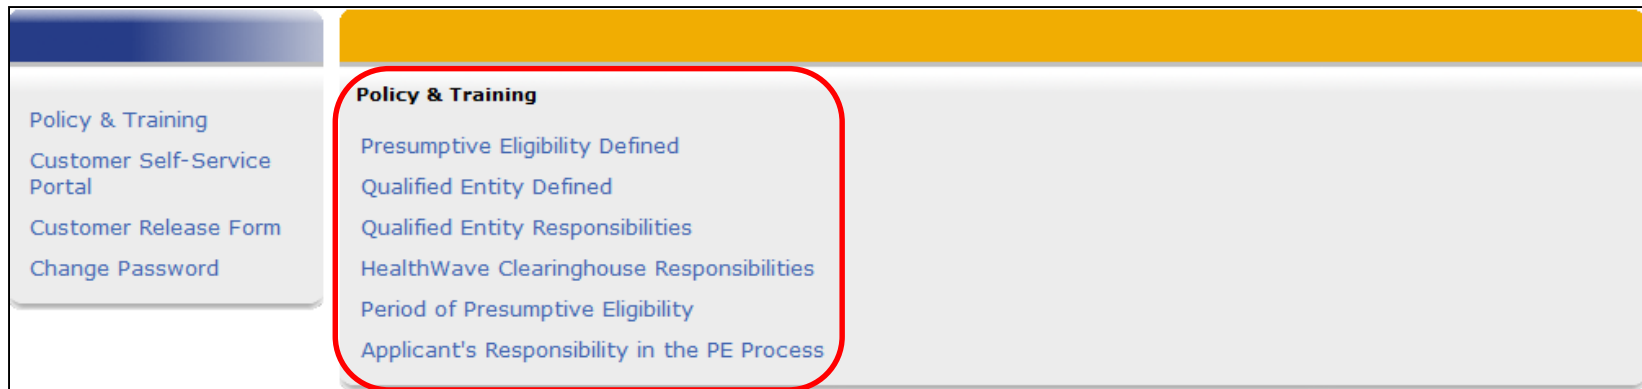 Policy & Training
Customer Self-Service
Portal
Customer Release Form
Change Password
Policy & Training
Presumptive Eligibility Defined
Qualified Entity Defined
Qualified Entity Responsibilities
HealthWave Clearinghouse Responsibilities
Period of Presumptive Eligibility
Applicant's Responsibility in the PE Process